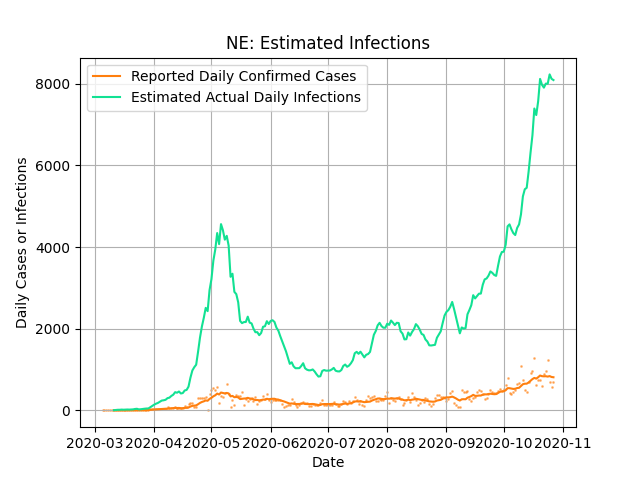 NE: Estimated Infections
Reported Daily Confirmed Cases
Estimated Actual Daily Infections
Daily Cases or Infections
8000
6000
4000
2000
0
2020-03 2020-04 2020-05 2020-06 2020-07 2020-08 2020-09 2020-10 2020-11
Date